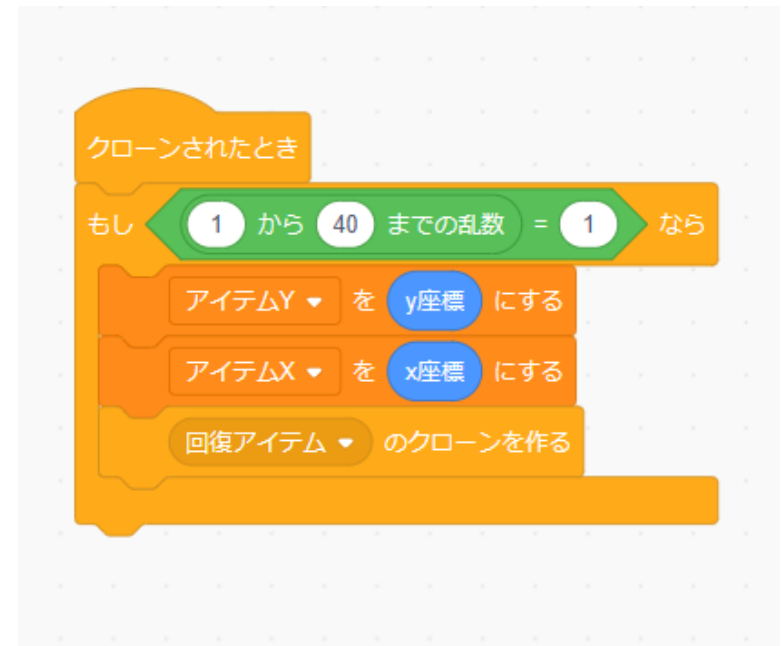 クローンされたとき
もし 1 から 40 までの乱数 = 1 なら
アイテムY を y座標 にする
アイテムX を x座標 にする
回復アイテム のクローンを作る